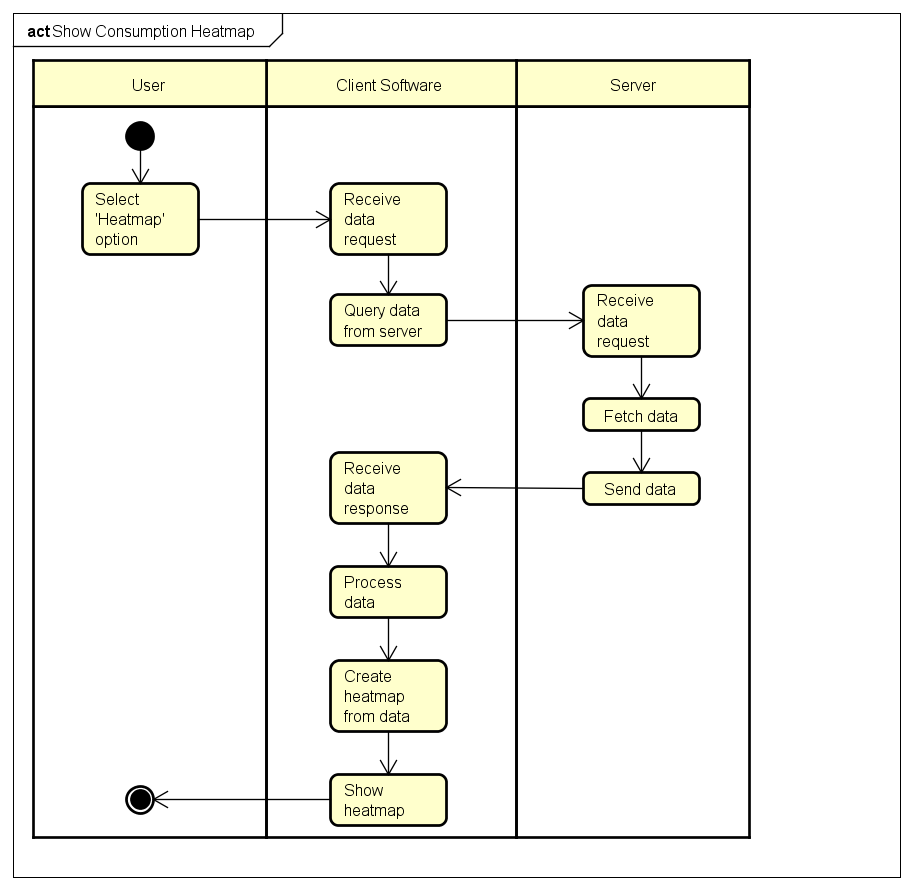 act Show Consumption Heatmap
User
Client Software
Server
Select
'Heatmap'
option
Receive
data
request
Query data
from server
Receive
data
request
Fetch data
Send data
Receive
data
response
Process
data
Create
heatmap
from data
Show
heatmap